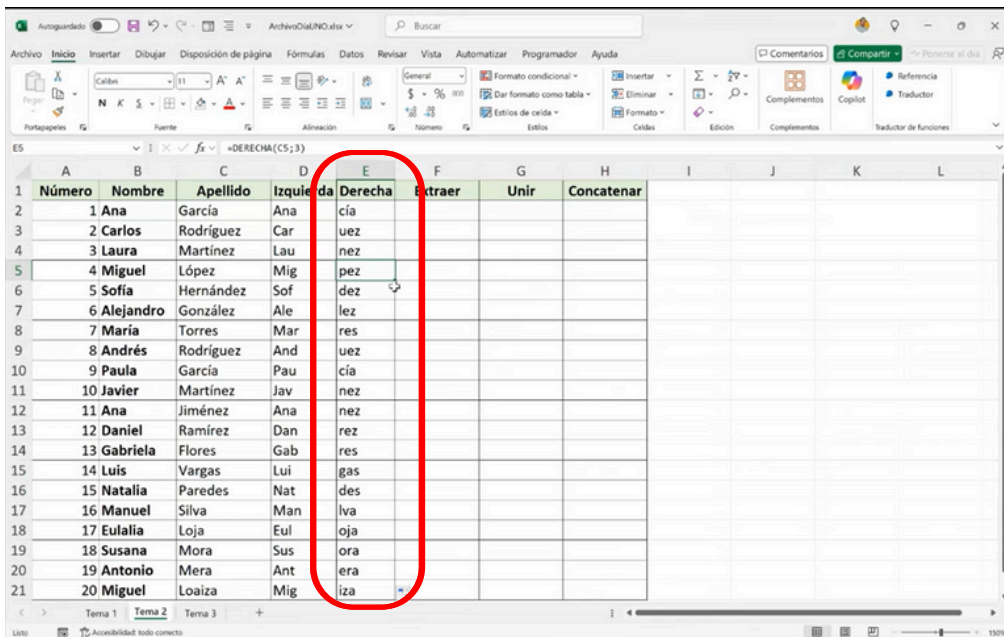 Autoguardado ArchivoDíaUNO.xlsx Buscar
Archivo Inicio Insertar Dibujar Disposición de página Fórmulas Datos Revisar Vista Automatizar Programador Ayuda Comentarios Compartir Ponerse al día
Pegar Calibri 11 A A General Formato condicional Insertar Referencia
N K S A $ % 000 Dar formato como tabla Eliminar Complementos Copilot Traductor
Estilos de celda Formato
Portapapeles Fuente Alineación Número Estilos Celdas Edición Complementos Traductor de funciones
E5 fx =DERECHA(C5;3)
A B C D E F G H I J K L
1 Número Nombre Apellido Izquierda Derecha Extraer Unir Concatenar
2 1 Ana García Ana cía
3 2 Carlos Rodríguez Car uez
4 3 Laura Martínez Lau nez
5 4 Miguel López Mig pez
6 5 Sofía Hernández Sof dez
7 6 Alejandro González Ale lez
8 7 María Torres Mar res
9 8 Andrés Rodríguez And uez
10 9 Paula García Pau cía
11 10 Javier Martínez Jav nez
12 11 Ana Jiménez Ana nez
13 12 Daniel Ramírez Dan rez
14 13 Gabriela Flores Gab res
15 14 Luis Vargas Lui gas
16 15 Natalia Paredes Nat des
17 16 Manuel Silva Man lva
18 17 Eulalia Loja Eul oja
19 18 Susana Mora Sus ora
20 19 Antonio Mera Ant era
21 20 Miguel Loaiza Mig iza
Tema 1 Tema 2 Tema 3
Listo Accesibilidad: todo correcto 150%